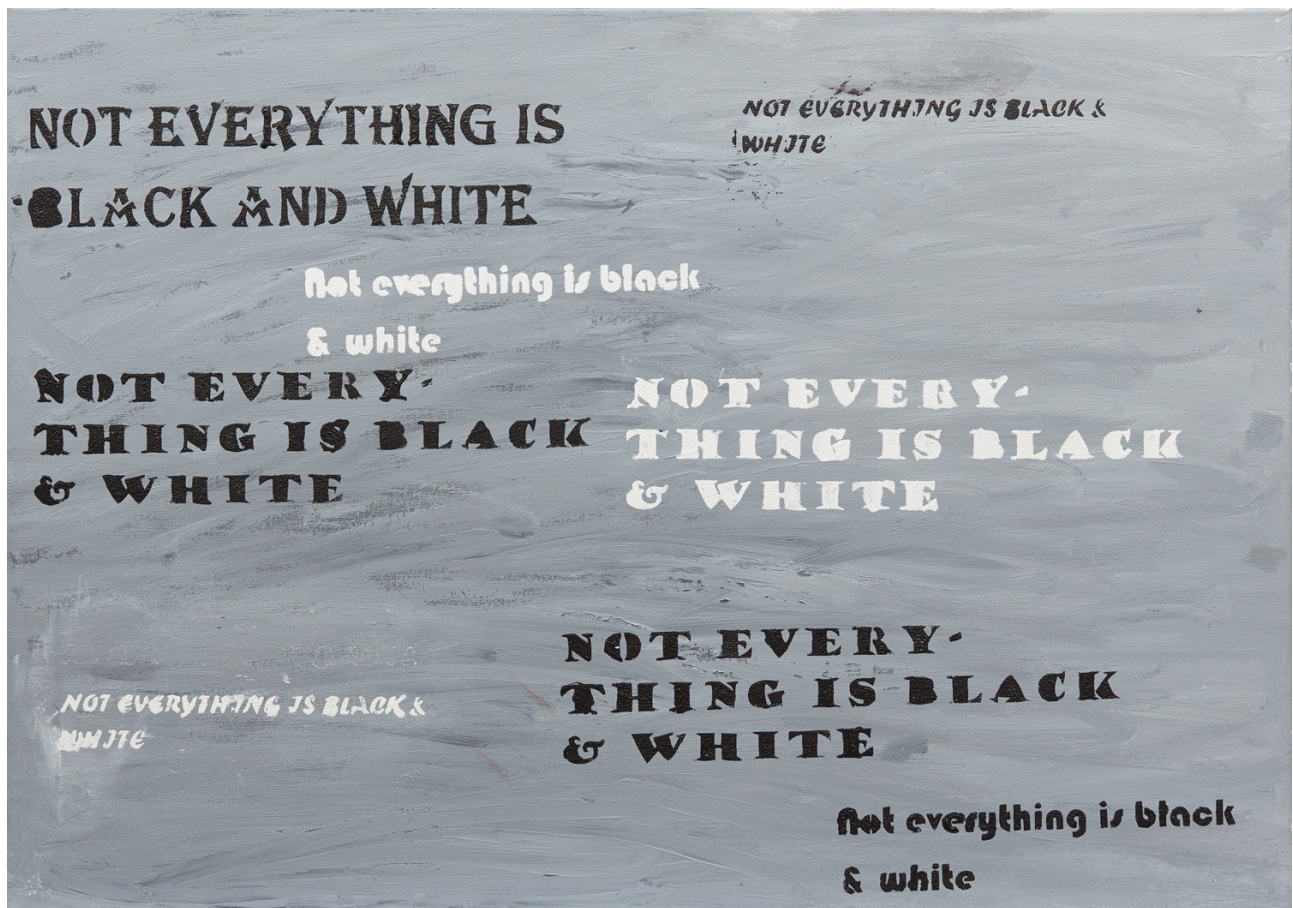 NOT EVERYTHING IS
BLACK AND WHITE
NOT EVERYTHING IS BLACK &
WHITE
Not everything is black
& white
NOT EVERY-
THING IS BLACK
& WHITE
NOT EVERY-
THING IS BLACK
& WHITE
NOT EVERYTHING IS BLACK &
WHITE
NOT EVERY-
THING IS BLACK
& WHITE
Not everything is black
& white